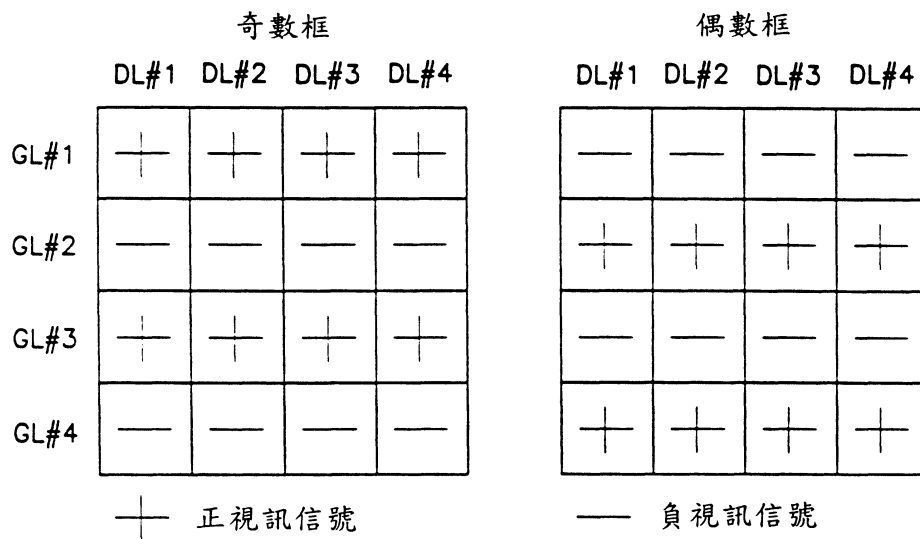 奇數框 偶數框
DL#1 DL#2 DL#3 DL#4 DL#1 DL#2 DL#3 DL#4
GL#1 + + + + — — — —
GL#2 — — — — + + + +
GL#3 + + + + — — — —
GL#4 — — — — + + + +
+ 正視訊信號 — 負視訊信號